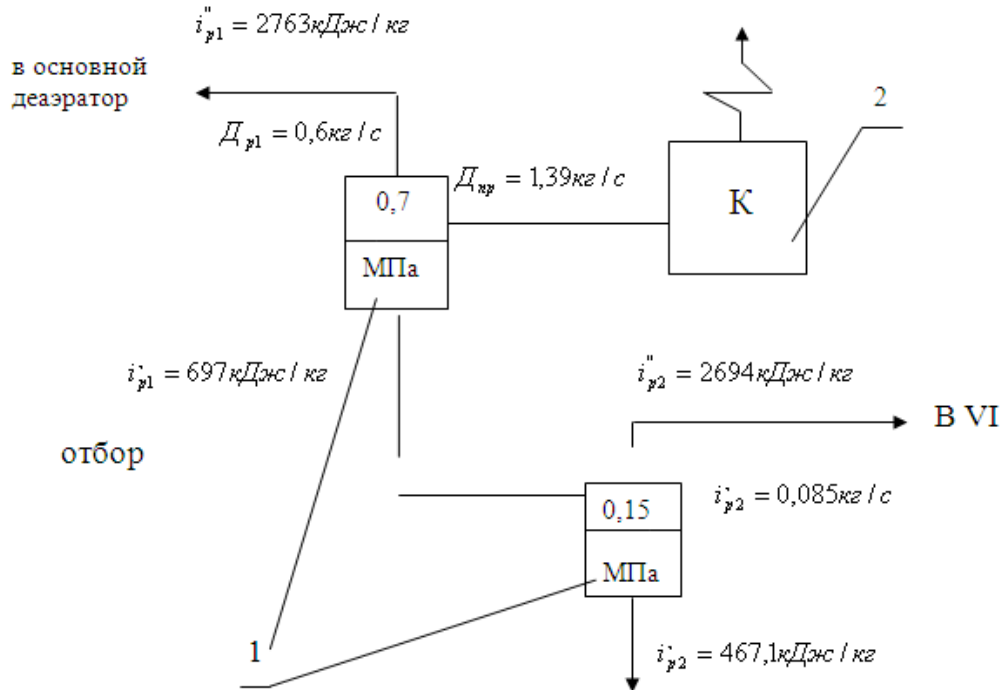 i"р1 = 2763кДж / кг
в основной
деаэратор
Др1 = 0,6кг / с
2
0,7
МПа
Дпр = 1,39кг / с
К
i'р1 = 697кДж / кг
i"р2 = 2694кДж / кг
В VI
отбор
i'р2 = 0,085кг / с
0,15
МПа
1
i'р2 = 467,1кДж / кг